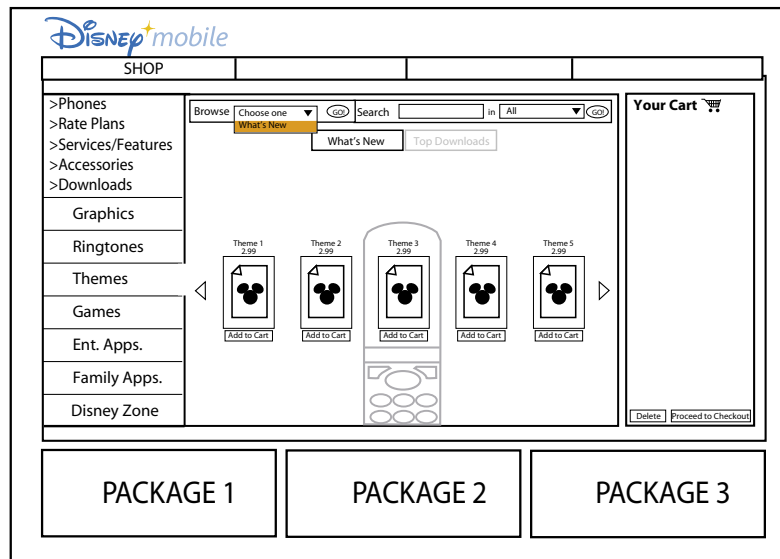 Disney mobile
SHOP
>Phones
>Rate Plans
>Services/Features
>Accessories
>Downloads
Graphics
Ringtones
Themes
Games
Ent. Apps.
Family Apps.
Disney Zone
Browse Choose one GO! Search in All GO!
What's New
What's New Top Downloads
Theme 1 Theme 2 Theme 3 Theme 4 Theme 5
2.99 2.99 2.99 2.99 2.99
Add to Cart Add to Cart Add to Cart Add to Cart Add to Cart
Your Cart
Delete Proceed to Checkout
PACKAGE 1 PACKAGE 2 PACKAGE 3